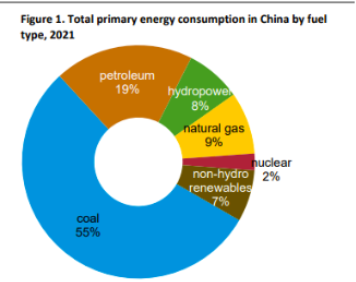 Figure 1. Total primary energy consumption in China by fuel
type, 2021
petroleum
19%
hydropower
8%
natural gas
9%
nuclear
2%
non-hydro
renewables
7%
coal
55%